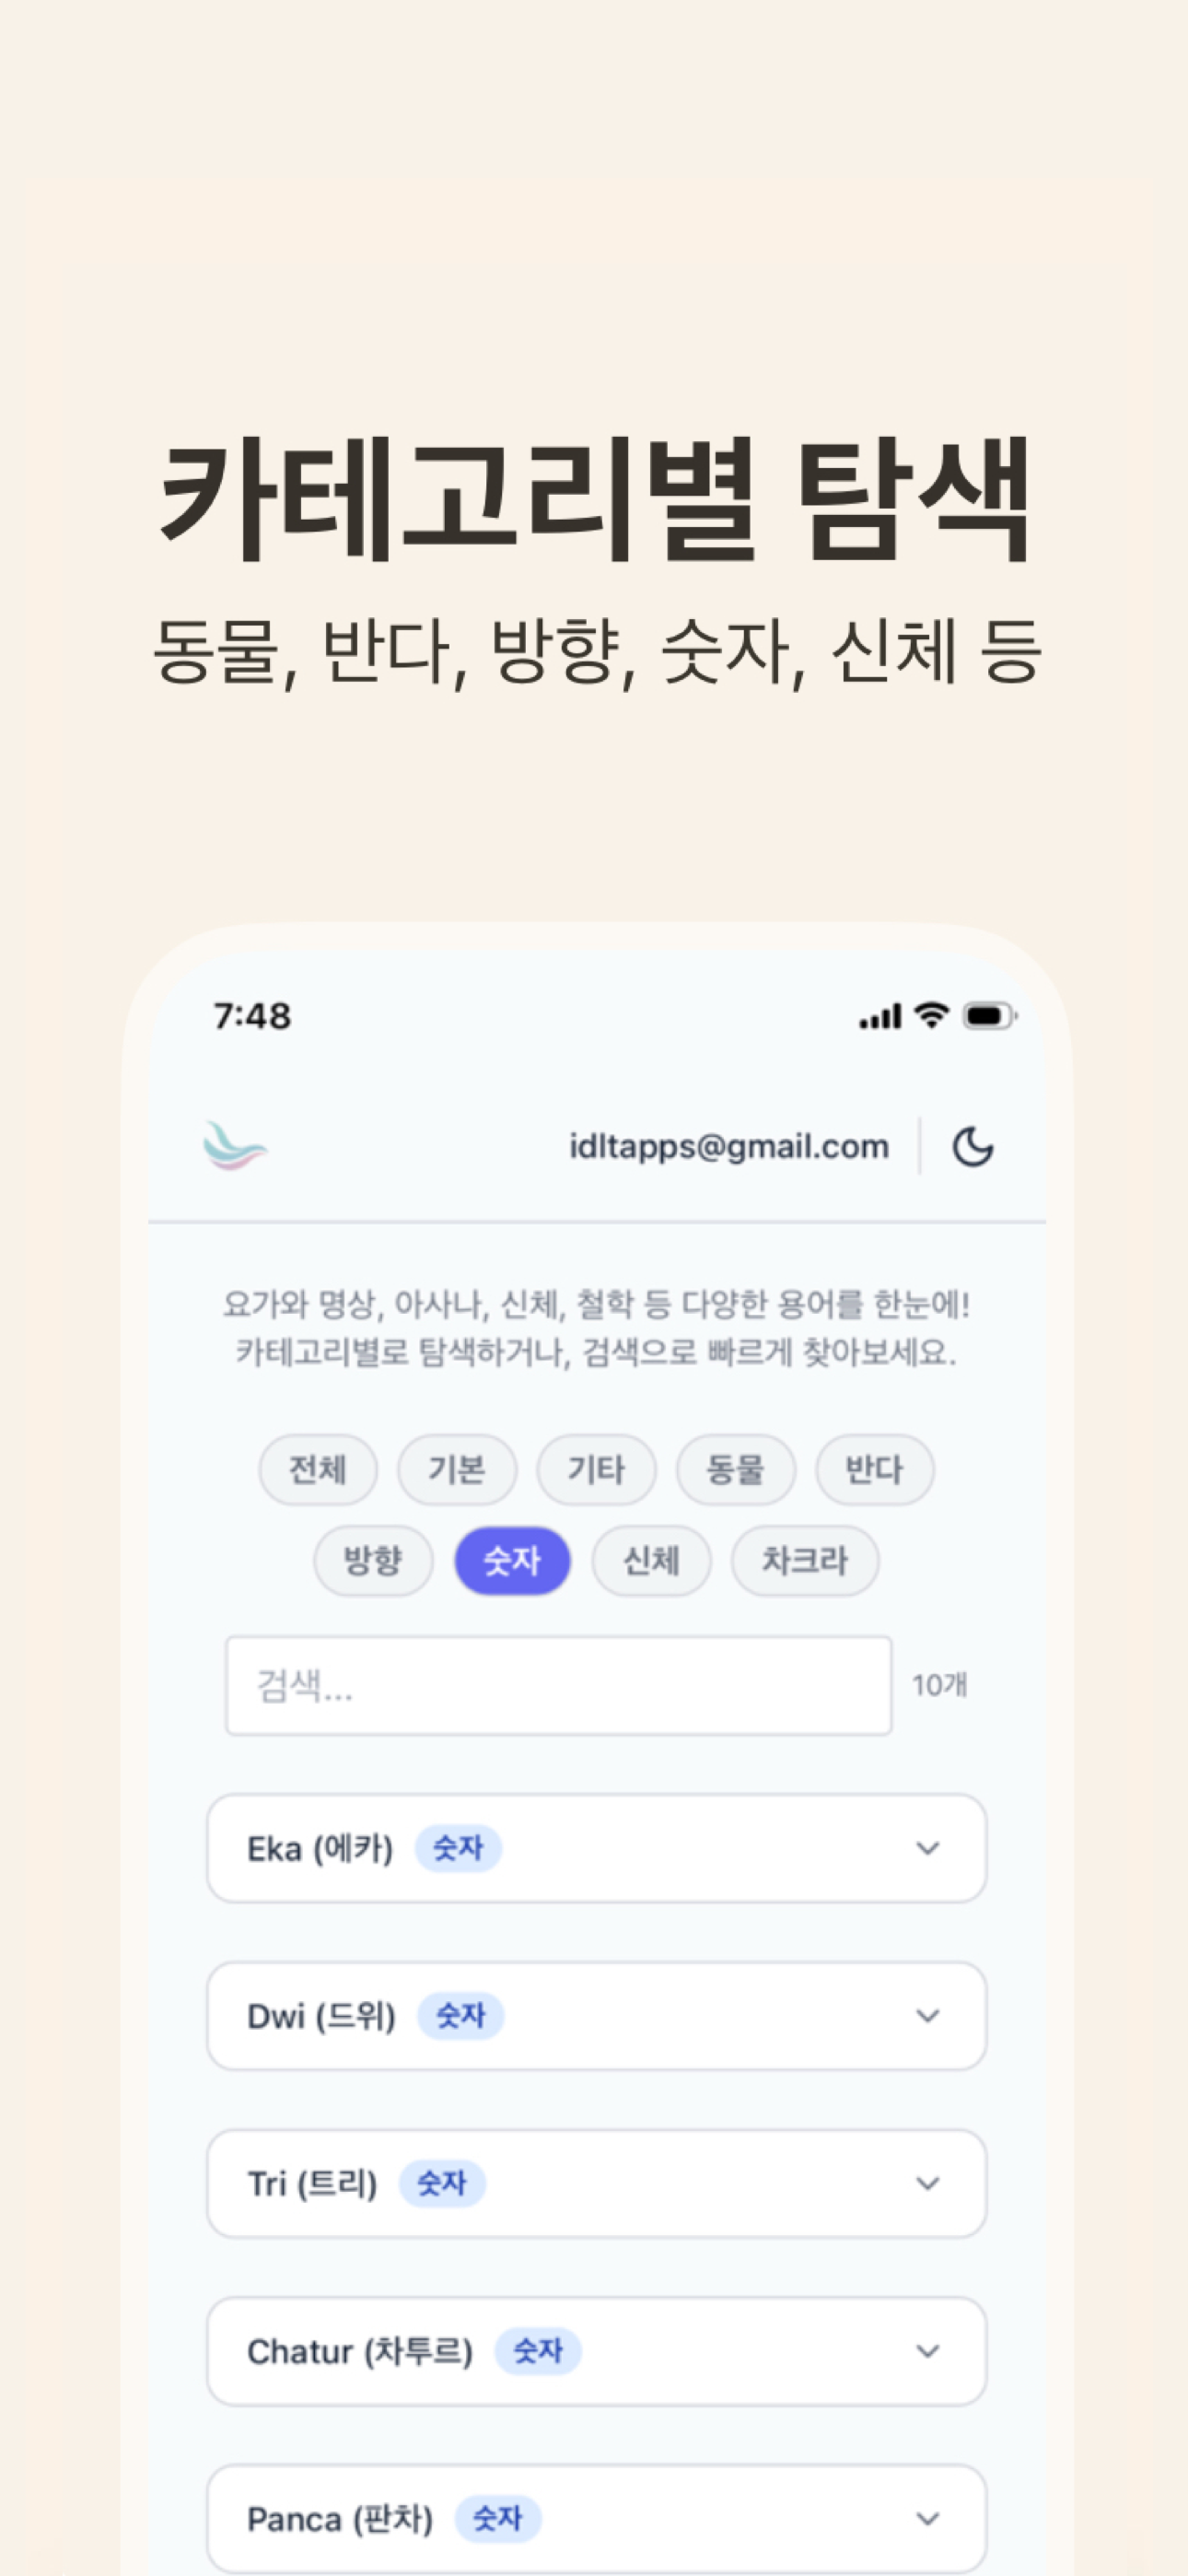 카테고리별 탐색
동물, 반다, 방향, 숫자, 신체 등
7:48
idltapps@gmail.com
요가와 명상, 아사나, 신체, 철학 등 다양한 용어를 한눈에!
카테고리별로 탐색하거나, 검색으로 빠르게 찾아보세요.
전체 기본 기타 동물 반다
방향 숫자 신체 차크라
검색... 10개
Eka (에카) 숫자
Dwi (드위) 숫자
Tri (트리) 숫자
Chatur (차투르) 숫자
Panca (판차) 숫자